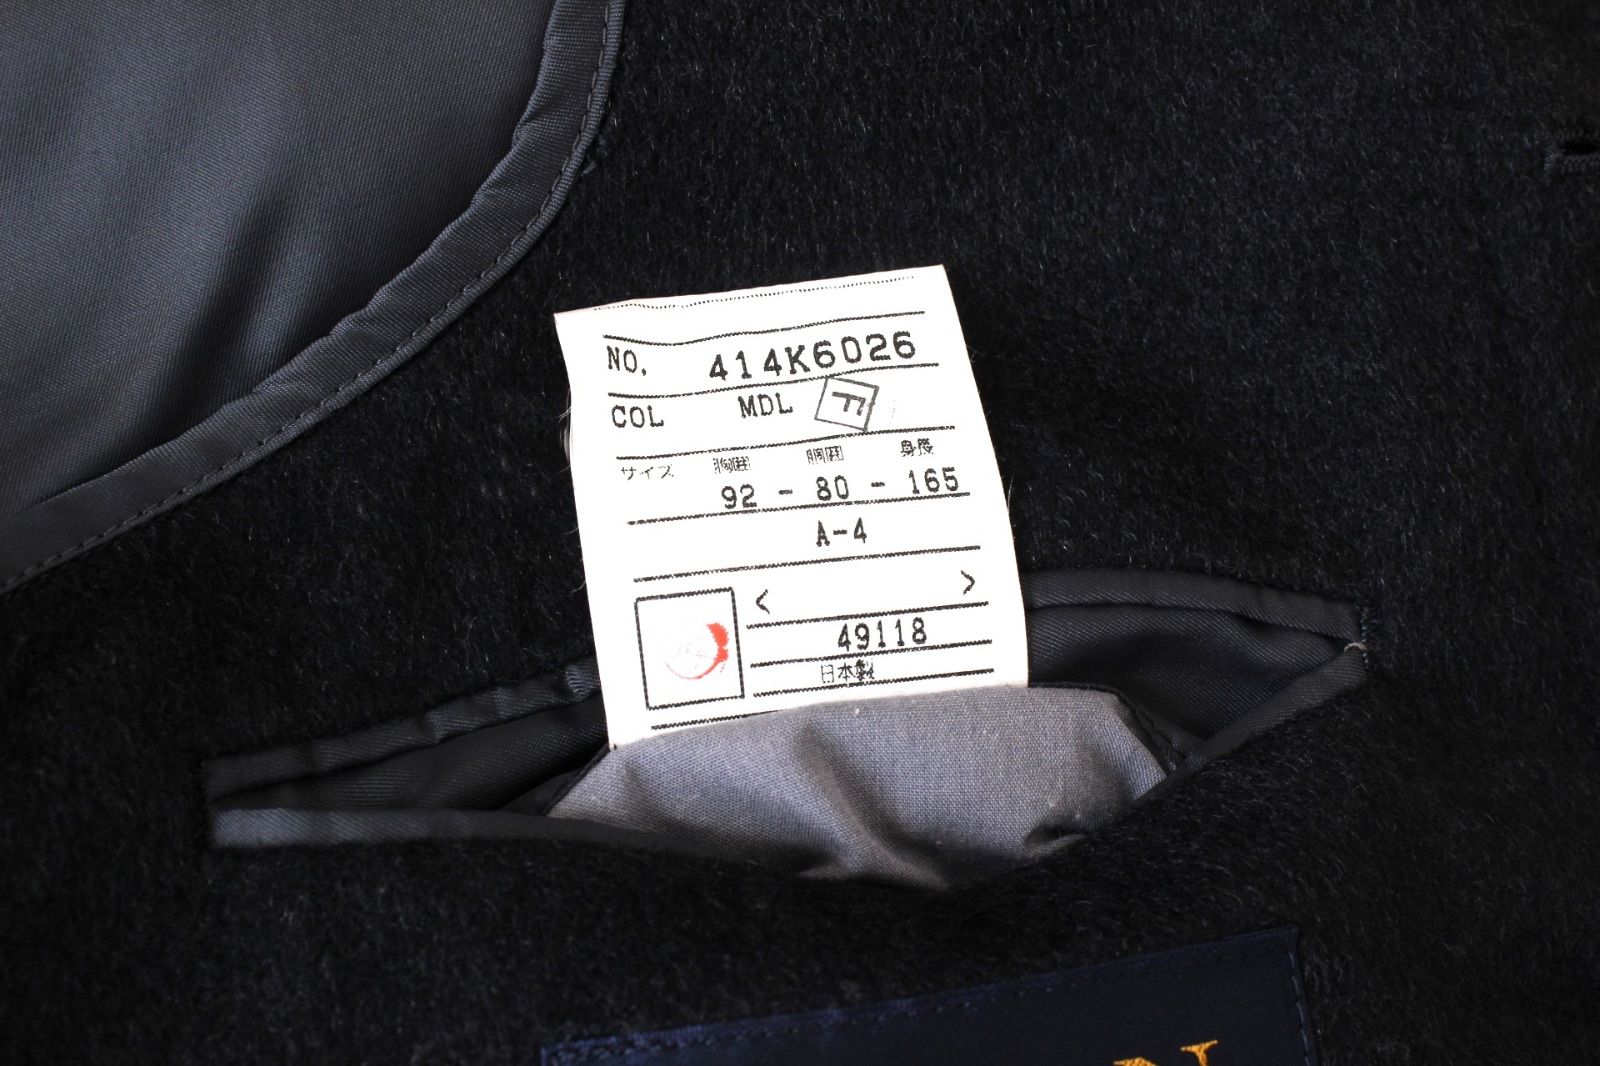 NO. 414K6026
COL MDL F
サイズ 胸囲 胴囲 身長
92 - 80 - 165
A-4
< >
49118
日本製
N